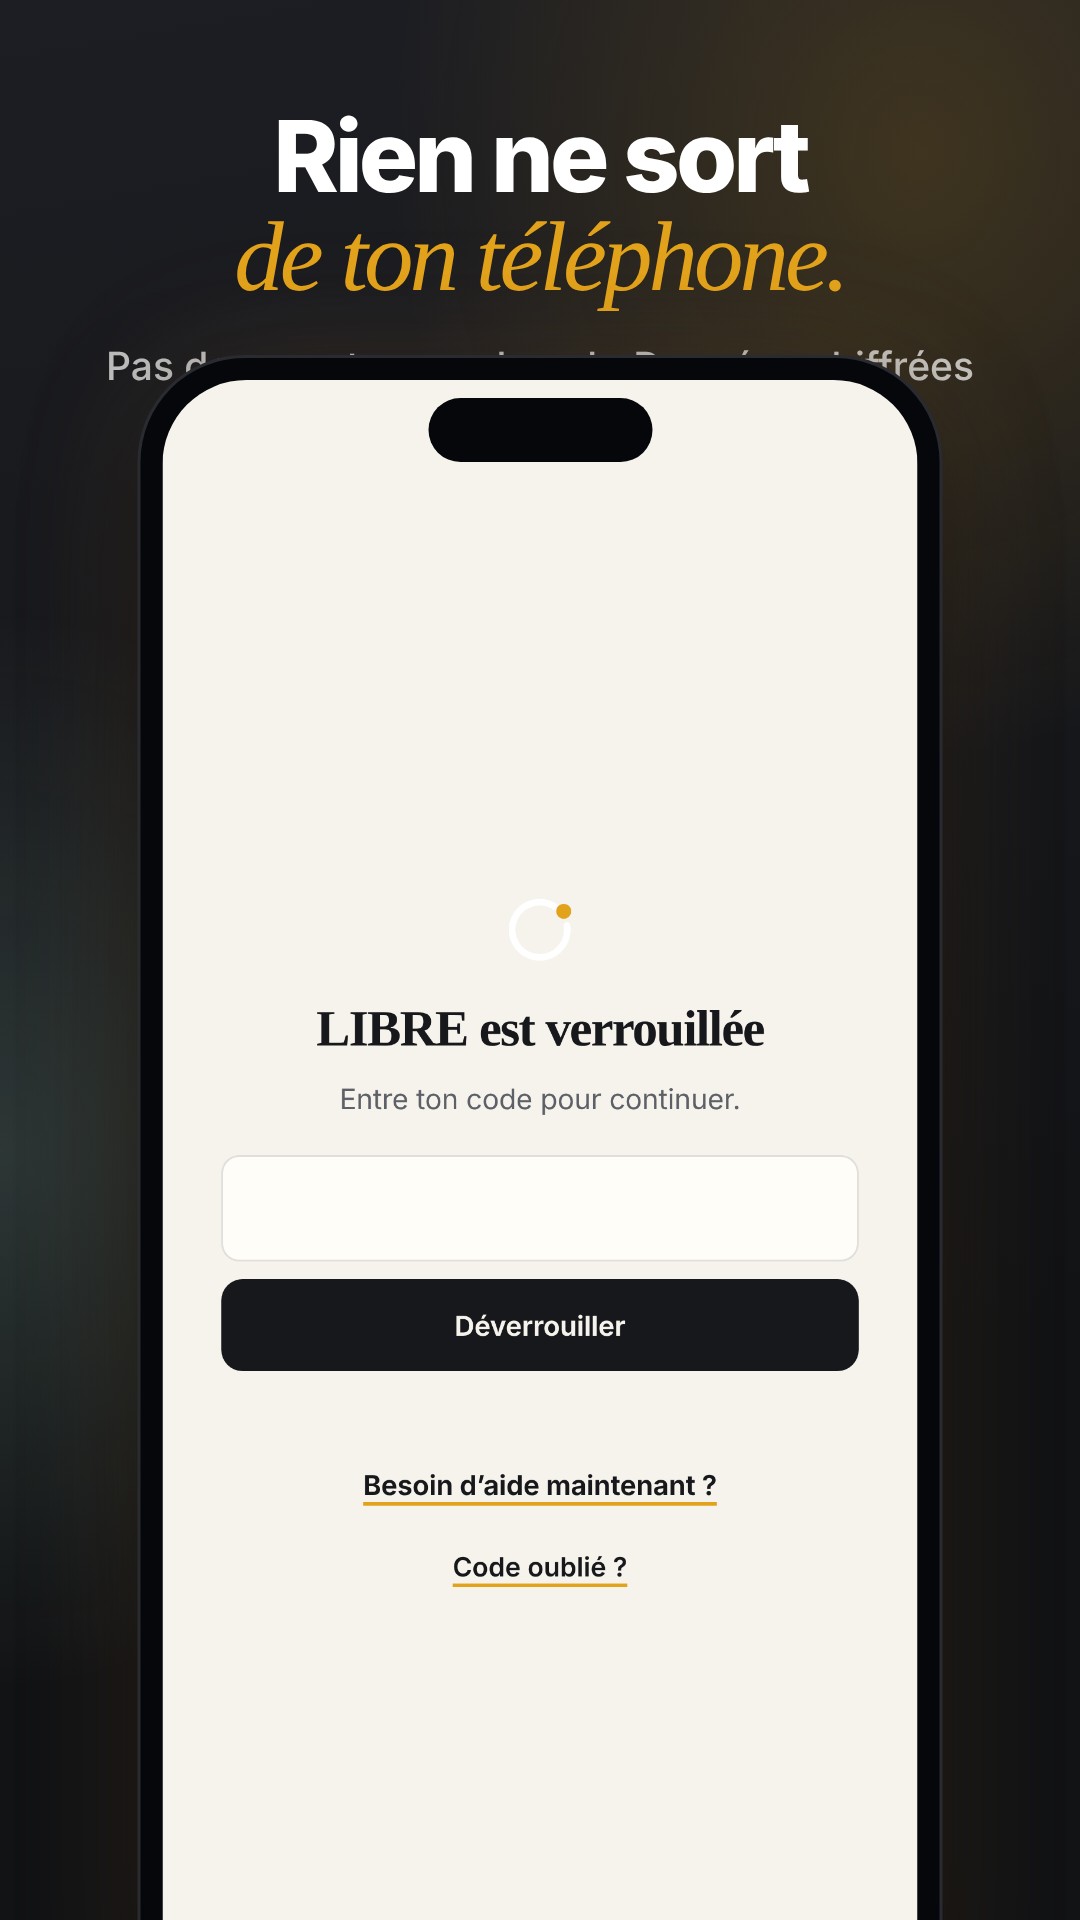 Rien ne sort
de ton téléphone.
Pas
LIBRE est verrouillée
Entre ton code pour continuer.
Déverrouiller
Besoin d’aide maintenant ?
Code oublié ?